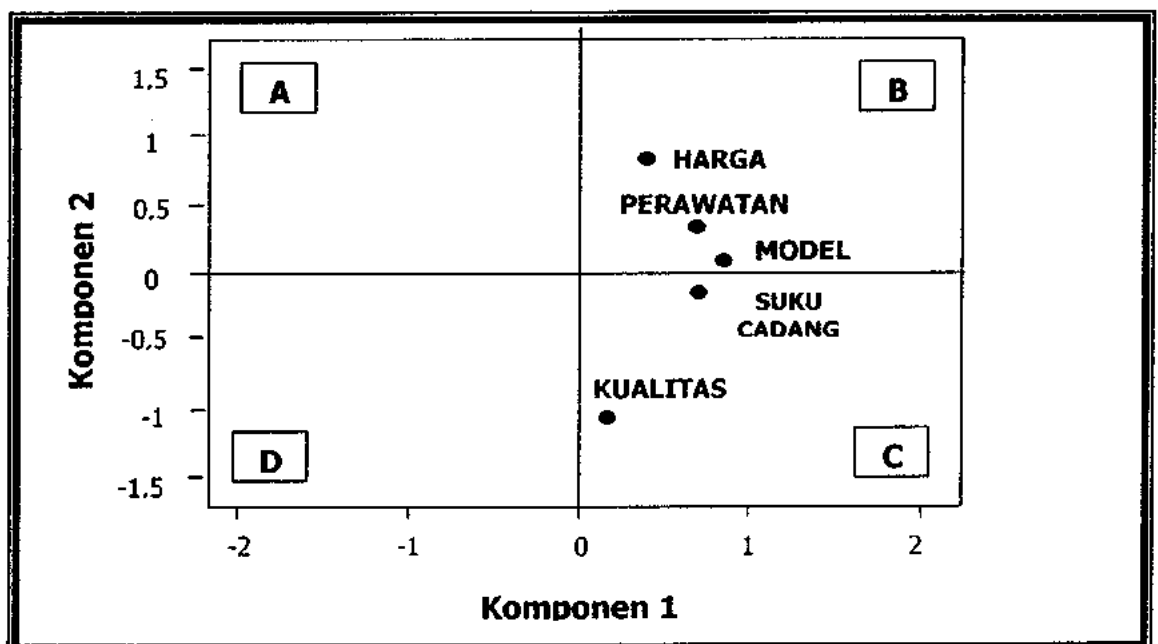 1.5
A
B
1
HARGA
0.5
PERAWATAN
MODEL
0
SUKU
CADANG
-0.5
KUALITAS
-1
D
C
-1.5
-2
-1
0
1
2
Komponen 1
Komponen 2